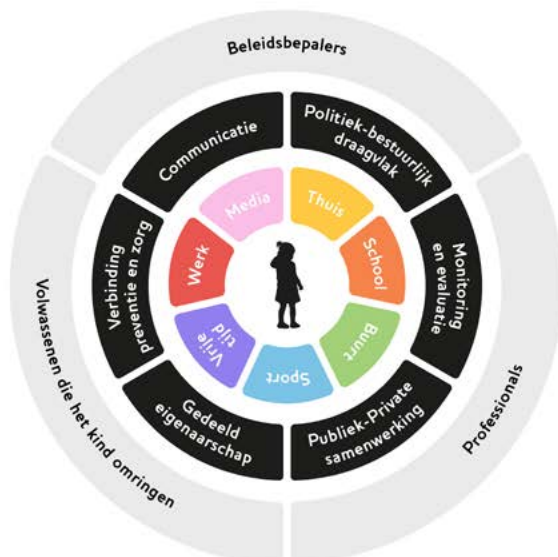 Beleidsbepalers
Professionals
Volwassenen die het kind omringen
Politiek-bestuurlijk
draagvlak
Monitoring
en evaluatie
Publiek-Private
samenwerking
Gedeeld
eigenaarschap
Verbinding
preventie en zorg
Communicatie
Thuis
School
Buurt
Sport
Vrije
tijd
Werk
Media